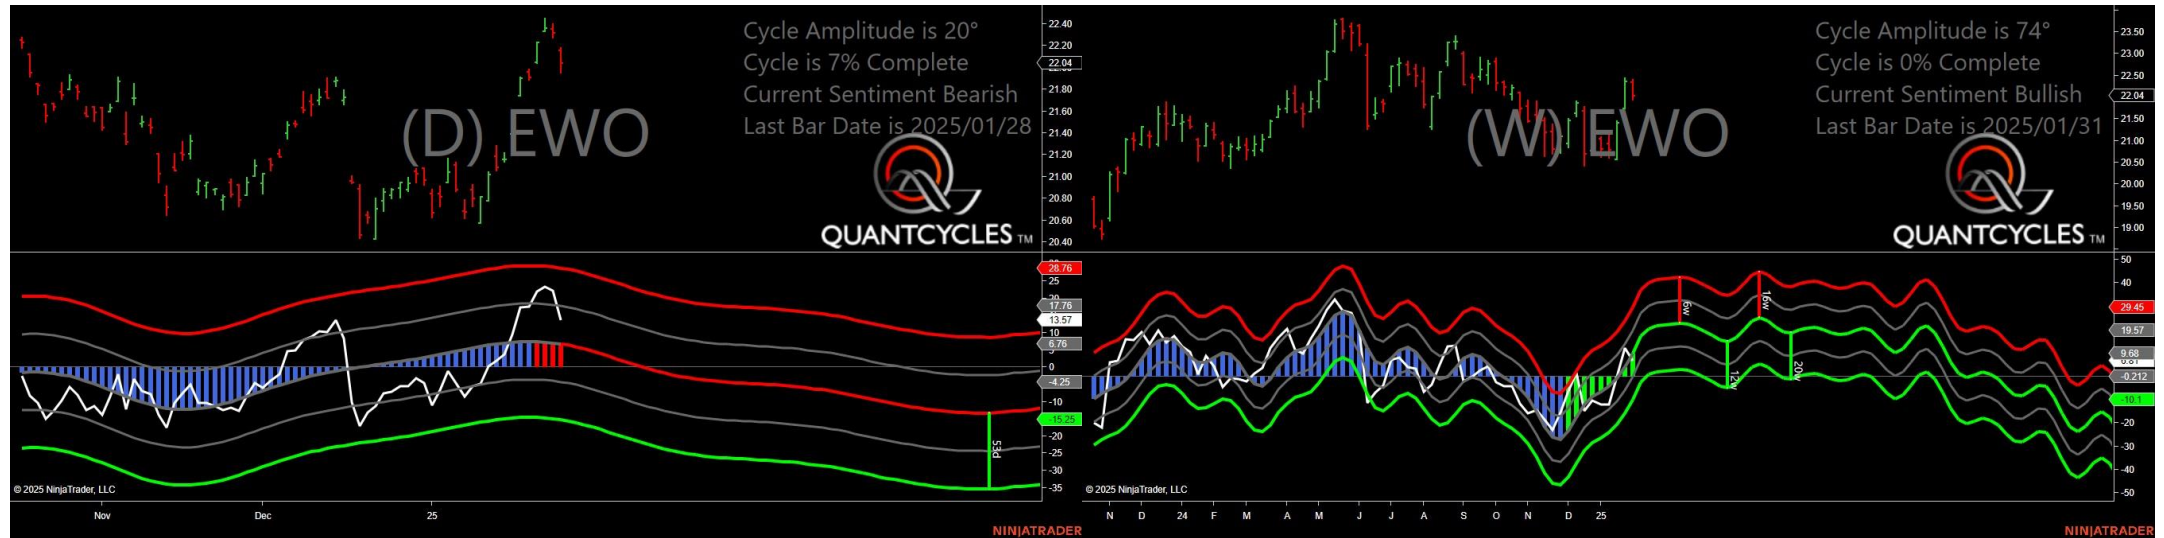 Cycle Amplitude is 20°
Cycle is 7% Complete
Current Sentiment Bearish
Last Bar Date is 2025/01/28
(D) EWO
QUANTCYCLES TM
22.40
22.20
22.04
21.80
21.60
21.40
21.20
21.00
20.80
20.60
20.40
28.76
25
17.76
13.57
10
6.76
0
-4.25
-10
-15.25
-20
-25
-30
-35
53d
© 2025 NinjaTrader, LLC
Nov Dec 25
NINJATRADER
Cycle Amplitude is 74°
Cycle is 0% Complete
Current Sentiment Bullish
Last Bar Date is 2025/01/31
(W) EWO
QUANTCYCLES TM
23.50
23.00
22.50
22.04
21.50
21.00
20.50
20.00
19.50
19.00
50
40
29.45
19.57
9.68
-0.212
-10.1
-20
-30
-40
-50
6w
16w
12w
20w
© 2025 NinjaTrader, LLC
N D 24 F M A M J J A S O N D 25
NINJATRADER